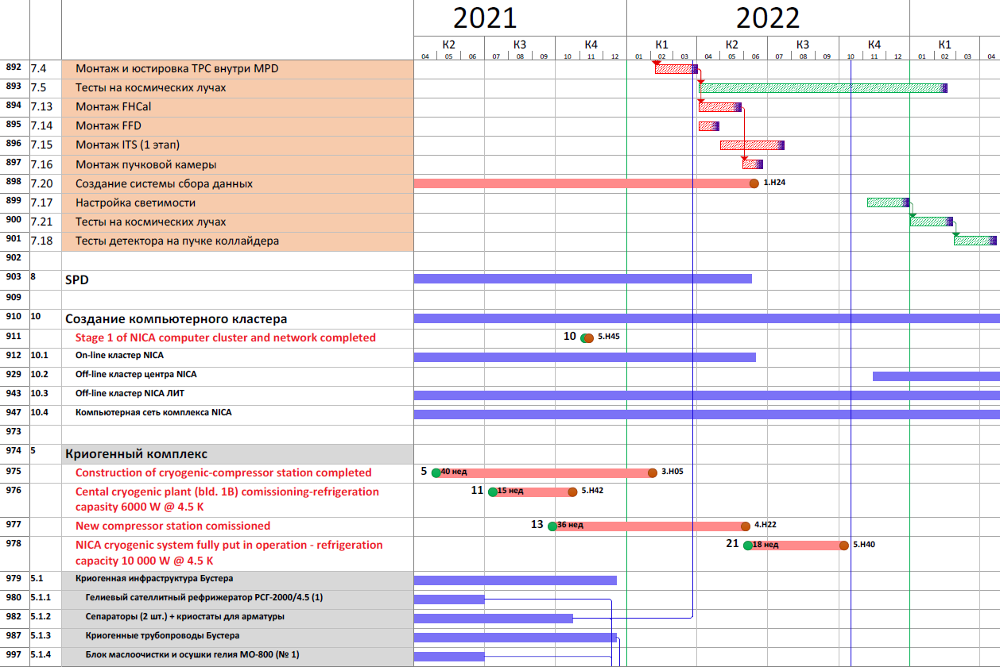 2021 2022
К2 К3 К4 К1 К2 К3 К4 К1
04 05 06 07 08 09 10 11 12 01 02 03 04 05 06 07 08 09 10 11 12 01 02 03 04
892 7.4 Монтаж и юстировка TPC внутри MPD
893 7.5 Тесты на космических лучах
894 7.13 Монтаж FHCal
895 7.14 Монтаж FFD
896 7.15 Монтаж ITS (1 этап)
897 7.16 Монтаж пучковой камеры
898 7.20 Создание системы сбора данных 1.Н24
899 7.17 Настройка светимости
900 7.21 Тесты на космических лучах
901 7.18 Тесты детектора на пучке коллайдера
902
903 8 SPD
909
910 10 Создание компьютерного кластера
911 Stage 1 of NICA computer cluster and network completed 10 5.Н45
912 10.1 On-line кластер NICA
929 10.2 Off-line кластер центра NICA
943 10.3 Off-line кластер NICA ЛИТ
947 10.4 Компьютерная сеть комплекса NICA
973
974 5 Криогенный комплекс
975 Construction of cryogenic-compressor station completed 5 40 нед 3.Н05
976 Cental cryogenic plant (bld. 1B) comissioning-refrigeration 11 15 нед 5.Н42
capasity 6000 W @ 4.5 K
977 New compressor station comissioned 13 36 нед 4.Н22
978 NICA cryogenic system fully put in operation - refrigeration 21 18 нед 5.Н40
capacity 10 000 W @ 4.5 K
979 5.1 Криогенная инфраструктура Бустера
980 5.1.1 Гелиевый сателлитный рефрижератор РСГ-2000/4.5 (1)
982 5.1.2 Сепараторы (2 шт.) + криостаты для арматуры
987 5.1.3 Криогенные трубопроводы Бустера
997 5.1.4 Блок маслоочистки и осушки гелия МО-800 (№ 1)